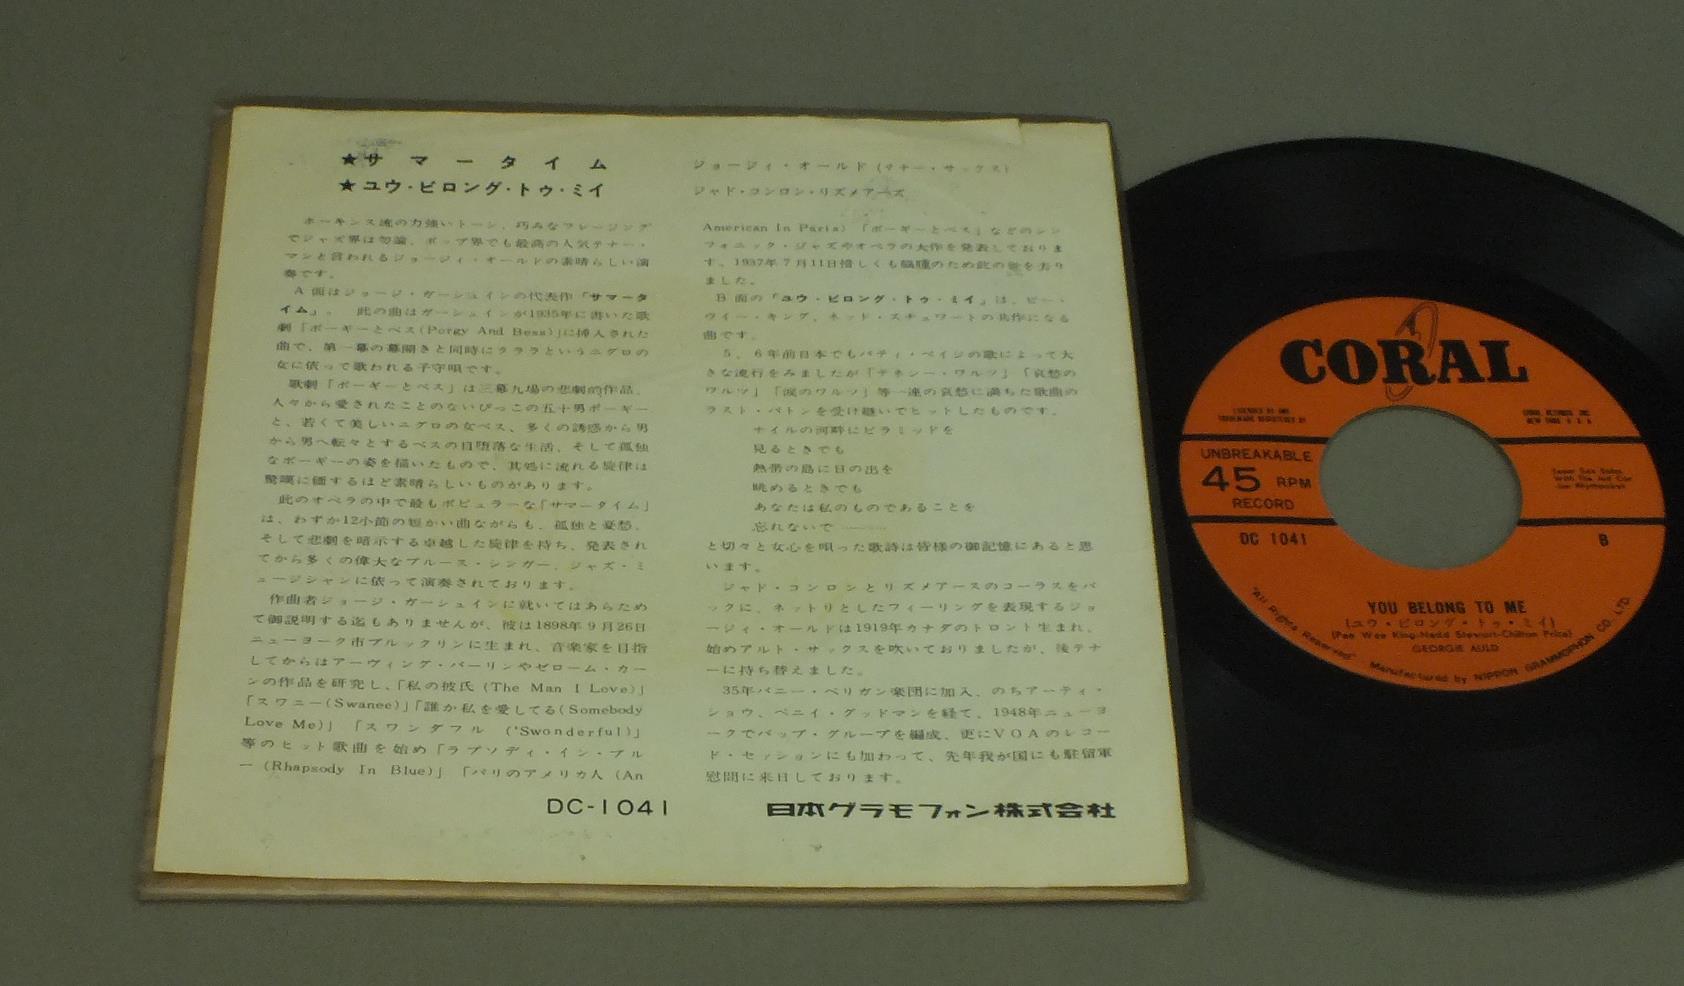 ★サマータイム
★ユウ・ビロング・トゥ・ミイ
ジョージィ・オールド(テナー・サックス)
ジャド・コンロン・リズメアーズ
ホーキンス流の力強いトーン、巧みなフレージング
でジャズ界は勿論、ポップ界でも最高の人気テナー・
マンと言われるジョージィ・オールドの素晴らしい演
奏です。
A面はジョージ・ガーシュインの代表作「サマータ
イム」。 此の曲はガーシュインが1935年に書いた歌
劇「ポーギーとベス(Porgy And Bess)」に挿入された
曲で、第一幕の幕開きと同時にクララというニグロの
女に依って歌われる子守唄です。
歌劇「ポーギーとベス」は三幕九場の悲劇的作品、
人々から愛されたことのないびっこの五十男ポーギー
と、若くて美しいニグロの女ベス、多くの誘惑から男
から男へ転々とするベスの自堕落な生活、そして孤独
なポーギーの姿を描いたもので、其処に流れる旋律は
驚嘆に価するほど素晴らしいものがあります。
此のオペラの中で最もポピュラーな「サマータイム」
は、わずか12小節の短かい曲ながらも、孤独と憂愁、
そして悲劇を暗示する卓越した旋律を持ち、発表され
てから多くの偉大なブルース・シンガー、ジャズ・ミ
ュージシャンに依って演奏されております。
作曲者ジョージ・ガーシュインに就いてはあらため
て御説明する迄もありませんが、彼は1898年9月26日
ニューヨーク市ブルックリンに生まれ、音楽家を目指
してからはアーヴィング・バーリンやゼローム・カー
ンの作品を研究し、「私の彼氏(The Man I Love)」
「スワニー(Swanee)」「誰か私を愛してる(Somebody
Love Me)」「スワンダフル ('Swonderful)」
等のヒット歌曲を始め「ラプソディ・イン・ブル
ー(Rhapsody In Blue)」「パリのアメリカ人(An
American In Paris)「ポーギーとベス」などのシン
フォニック・ジャズやオペラの大作を発表しておりま
す。1937年7月11日惜しくも脳腫のため此の世を去り
ました。
B面の「ユウ・ビロング・トゥ・ミイ」は、ピー・
ウイー・キング、ネッド・スチュワートの共作になる
曲です。
5、6年前日本でもパティ・ペイジの歌によって大
きな流行をみましたが「テネシー・ワルツ」「哀愁の
ワルツ」「涙のワルツ」等一連の哀愁に満ちた歌曲の
ラスト・バトンを受け継いでヒットしたものです。
ナイルの河畔にピラミッドを
見るときでも
熱帯の島に日の出を
眺めるときでも
あなたは私のものであることを
忘れないで………
と切々と女心を唄った歌詩は皆様の御記憶にあると思
います。
ジャド・コンロンとリズメアースのコーラスをバ
ックに、ネットリとしたフィーリングを表現するジョ
ージィ・オールドは1919年カナダのトロント生まれ、
始めアルト・サックスを吹いておりましたが、後テナ
ーに持ち替えました。
35年バニー・ベリガン楽団に加入、のちアーティ・
ショウ、ベニイ・グッドマンを経て、1948年ニューヨ
ークでバップ・グループを編成、更にVOAのレコー
ド・セッションにも加わって、先年我が国にも駐留軍
慰問に来日しております。
DC-1041
日本グラモフォン株式会社
CORAL
CORAL RECORDS INC
NEW YORK U S A
UNBREAKABLE
45 RPM
RECORD
Tenor Sax Solos
With The Jud Con-
lon Rhymaires
DC 1041
B
YOU BELONG TO ME
(ユウ・ビロング・トゥ・ミイ)
(Pee Wee King-Nedd Stewart-Chilton Price)
GEORGIE AULD
"All Rights Reserved" Manufactured by NIPPON GRAMMOPHON CO., LTD